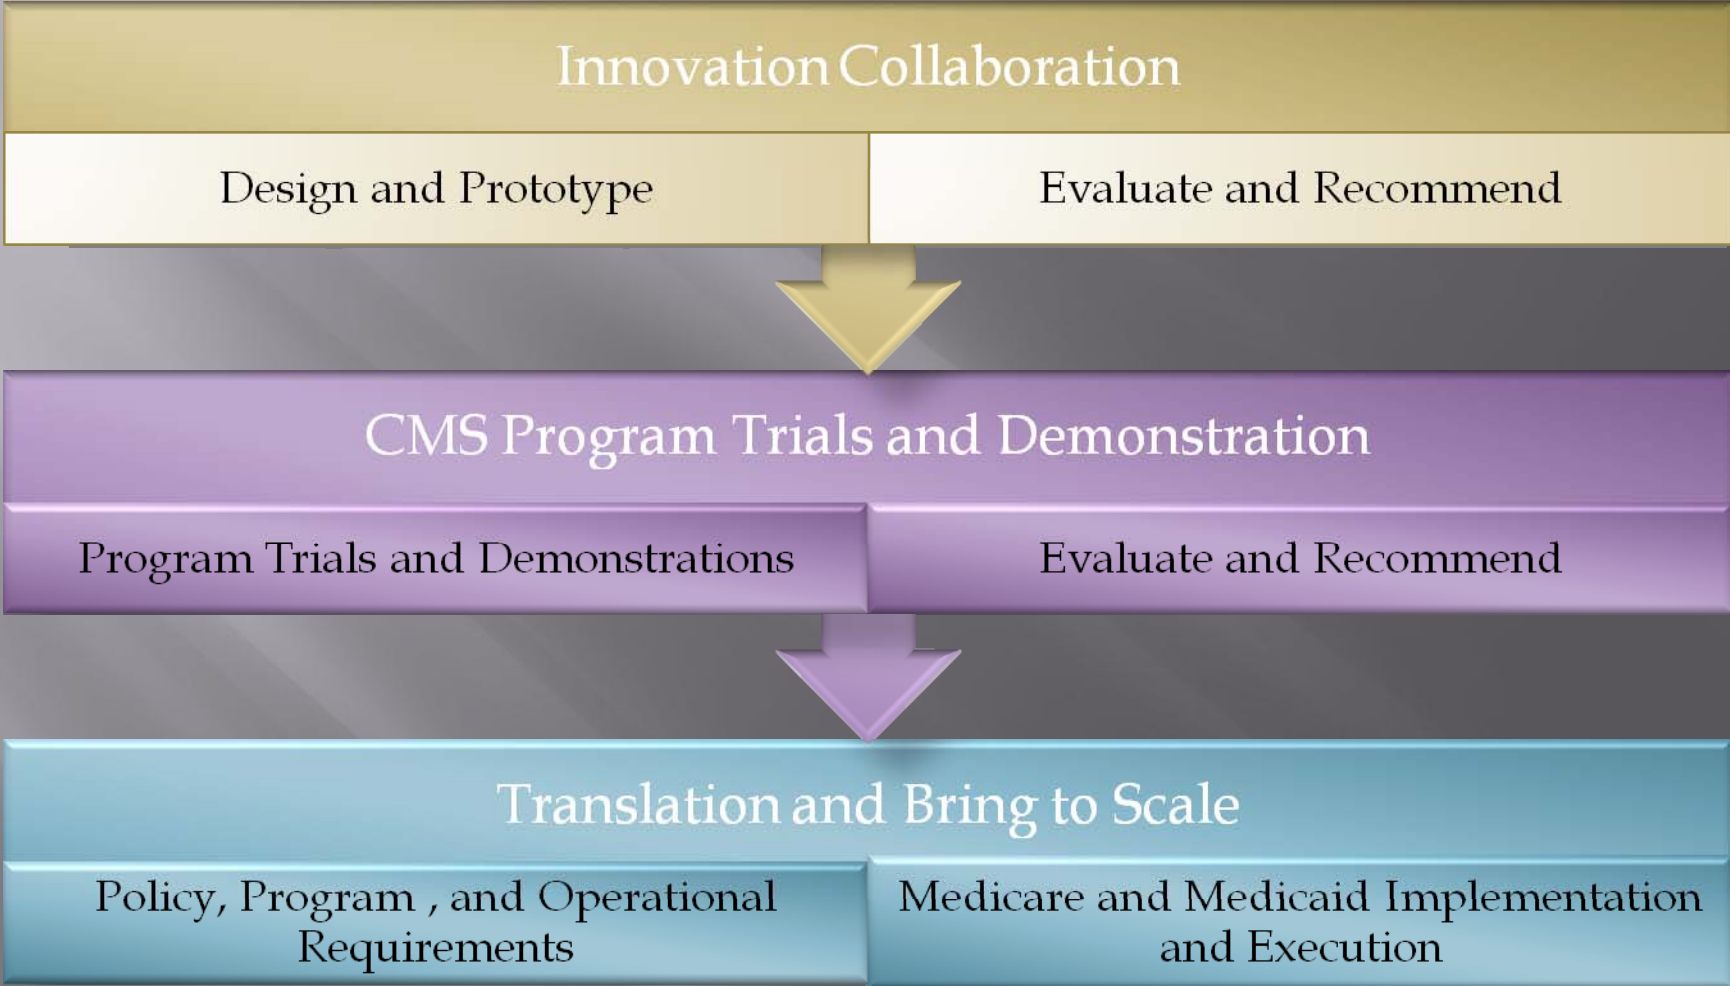 Innovation Collaboration
Design and Prototype
Evaluate and Recommend
CMS Program Trials and Demonstration
Program Trials and Demonstrations
Evaluate and Recommend
Translation and Bring to Scale
Policy, Program , and Operational
Requirements
Medicare and Medicaid Implementation
and Execution